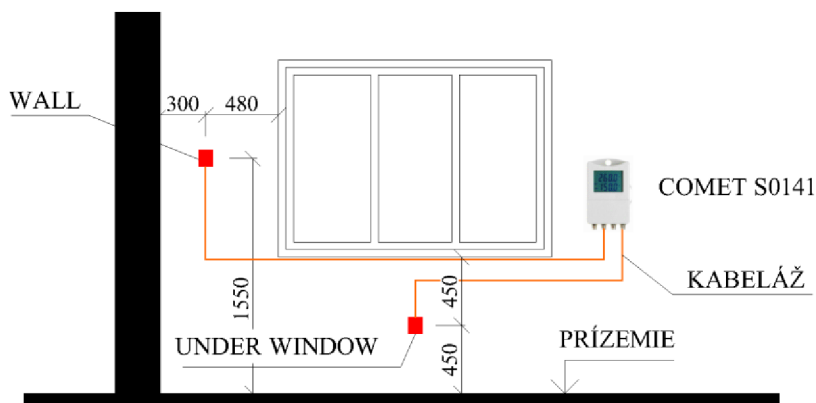 WALL
300
480
COMET S0141
KABELÁŽ
1550
450
UNDER WINDOW
450
PRÍZEMIE